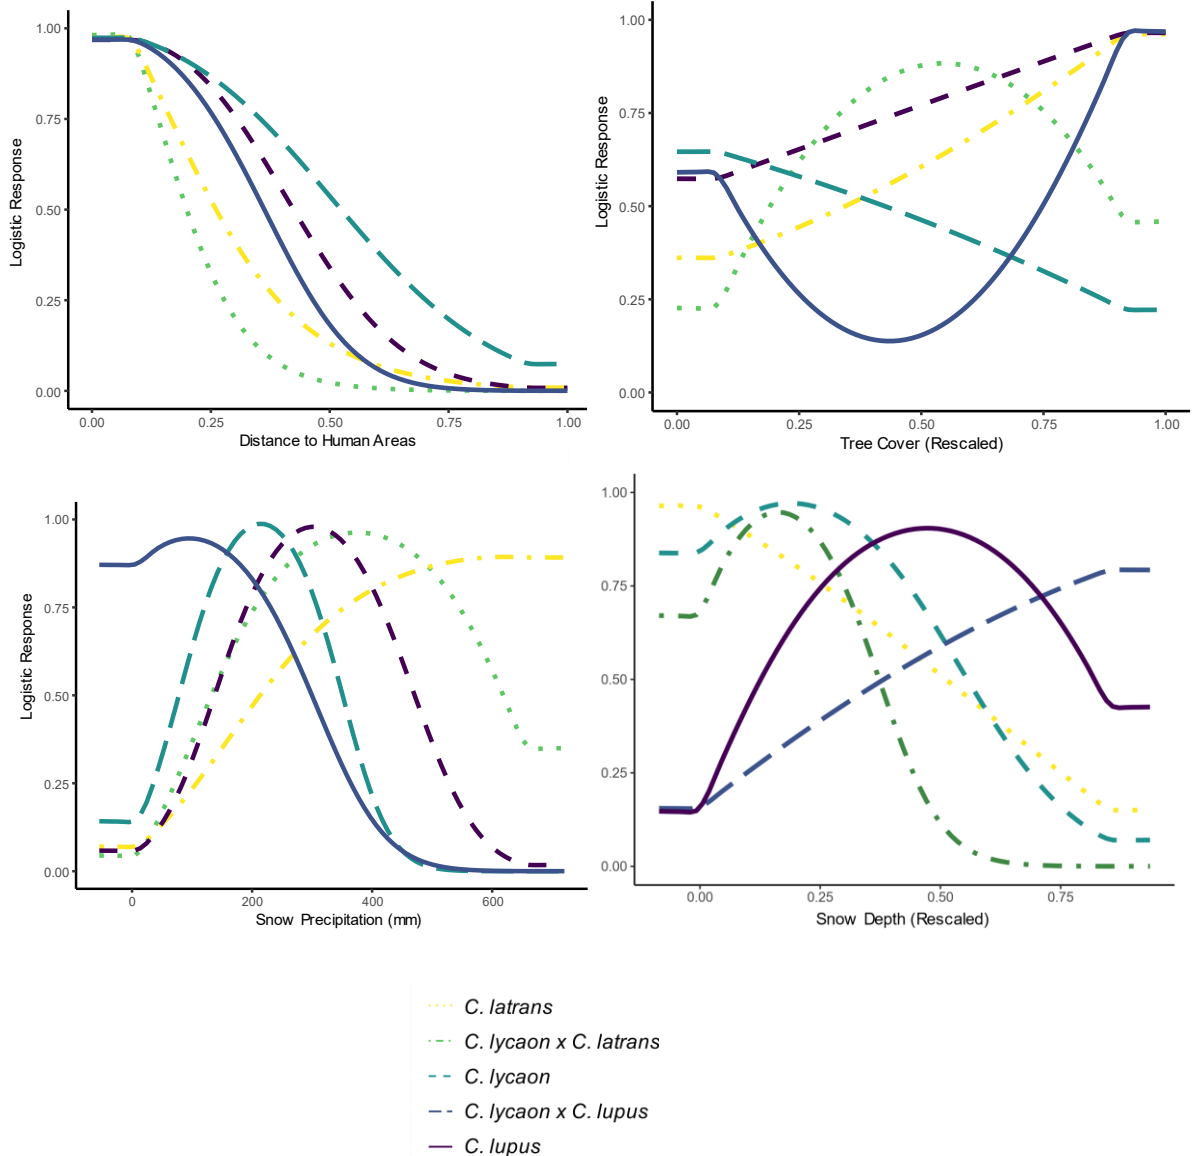 1.00
0.75
0.50
0.25
0.00
Logistic Response
0.00 0.25 0.50 0.75 1.00
Distance to Human Areas
1.00
0.75
0.50
0.25
0.00
Logistic Response
0.00 0.25 0.50 0.75 1.00
Tree Cover (Rescaled)
1.00
0.75
0.50
0.25
0.00
Logistic Response
0 200 400 600
Snow Precipitation (mm)
1.00
0.75
0.50
0.25
0.00
0.00 0.25 0.50 0.75
Snow Depth (Rescaled)
C. latrans
C. lycaon x C. latrans
C. lycaon
C. lycaon x C. lupus
C. lupus